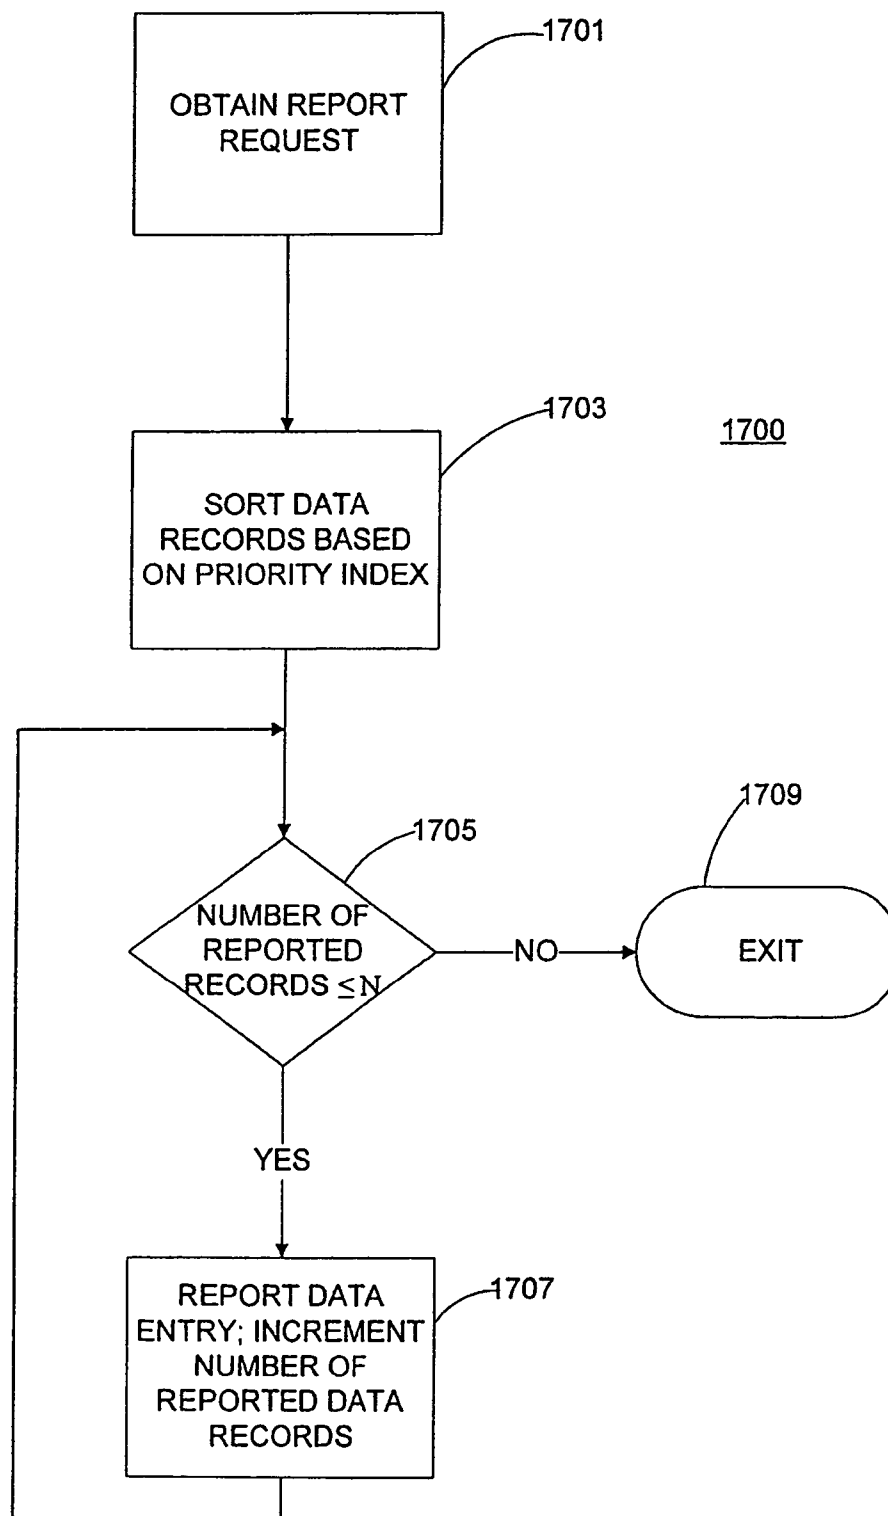 1701
OBTAIN REPORT
REQUEST
1703
1700
SORT DATA
RECORDS BASED
ON PRIORITY INDEX
1705
1709
NUMBER OF
REPORTED
RECORDS ≤ N
NO
EXIT
YES
1707
REPORT DATA
ENTRY; INCREMENT
NUMBER OF
REPORTED DATA
RECORDS